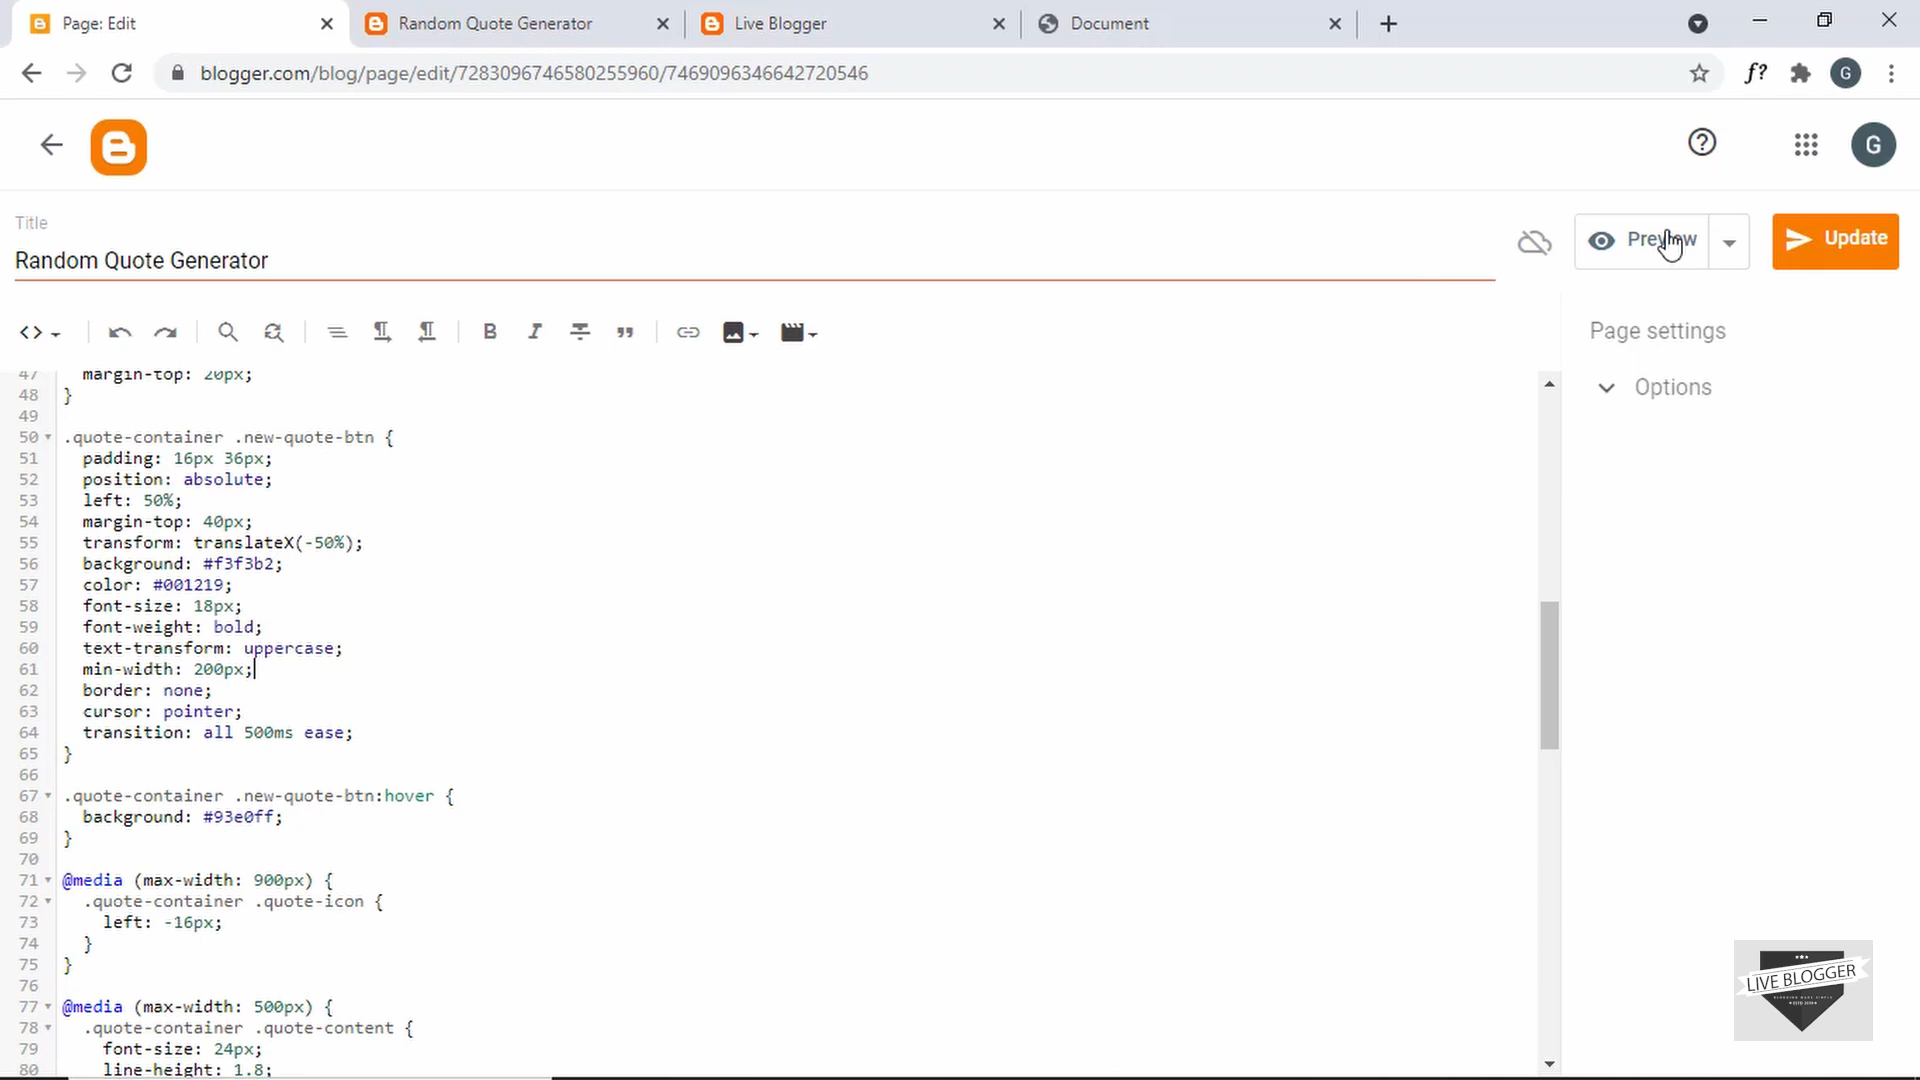 Page: Edit
Random Quote Generator
Live Blogger
Document
blogger.com/blog/page/edit/7283096746580255960/7469096346642720546
f?
G
G
Title
Random Quote Generator
Preview
Update
Page settings
Options
47 margin-top: 20px;
48 }
49
50 .quote-container .new-quote-btn {
51 padding: 16px 36px;
52 position: absolute;
53 left: 50%;
54 margin-top: 40px;
55 transform: translateX(-50%);
56 background: #f3f3b2;
57 color: #001219;
58 font-size: 18px;
59 font-weight: bold;
60 text-transform: uppercase;
61 min-width: 200px;
62 border: none;
63 cursor: pointer;
64 transition: all 500ms ease;
65 }
66
67 .quote-container .new-quote-btn:hover {
68 background: #93e0ff;
69 }
70
71 @media (max-width: 900px) {
72 .quote-container .quote-icon {
73 left: -16px;
74 }
75 }
76
77 @media (max-width: 500px) {
78 .quote-container .quote-content {
79 font-size: 24px;
80 line-height: 1.8;
LIVE BLOGGER